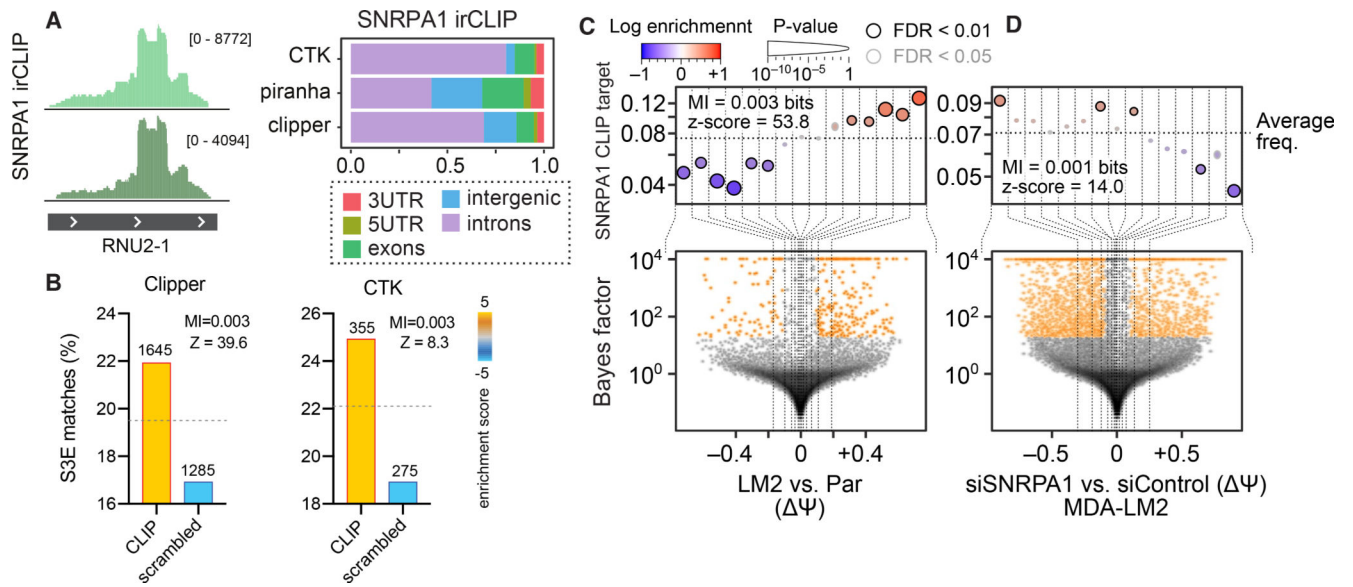 A
SNRPA1 irCLIP
[0 - 8772]
[0 - 4094]
RNU2-1
SNRPA1 irCLIP
CTK
piranha
clipper
0.0
0.5
1.0
3UTR
5UTR
exons
intergenic
introns
B
Clipper
S3E matches (%)
24
22
20
18
16
1645
1285
MI=0.003
Z = 39.6
CLIP
scrambled
CTK
28
26
24
22
20
18
355
275
MI=0.003
Z = 8.3
CLIP
scrambled
5
-5
enrichment score
C
Log enrichmennt
−1
0
+1
P-value
10−10
10−5
1
FDR < 0.01
FDR < 0.05
SNRPA1 CLIP target
0.12
0.08
0.04
MI = 0.003 bits
z-score = 53.8
Bayes factor
10⁴
10²
10⁰
−0.4
0
+0.4
LM2 vs. Par
(ΔΨ)
D
0.09
0.07
0.05
MI = 0.001 bits
z-score = 14.0
Average
freq.
10⁴
10²
10⁰
−0.5
0
+0.5
siSNRPA1 vs. siControl (ΔΨ)
MDA-LM2